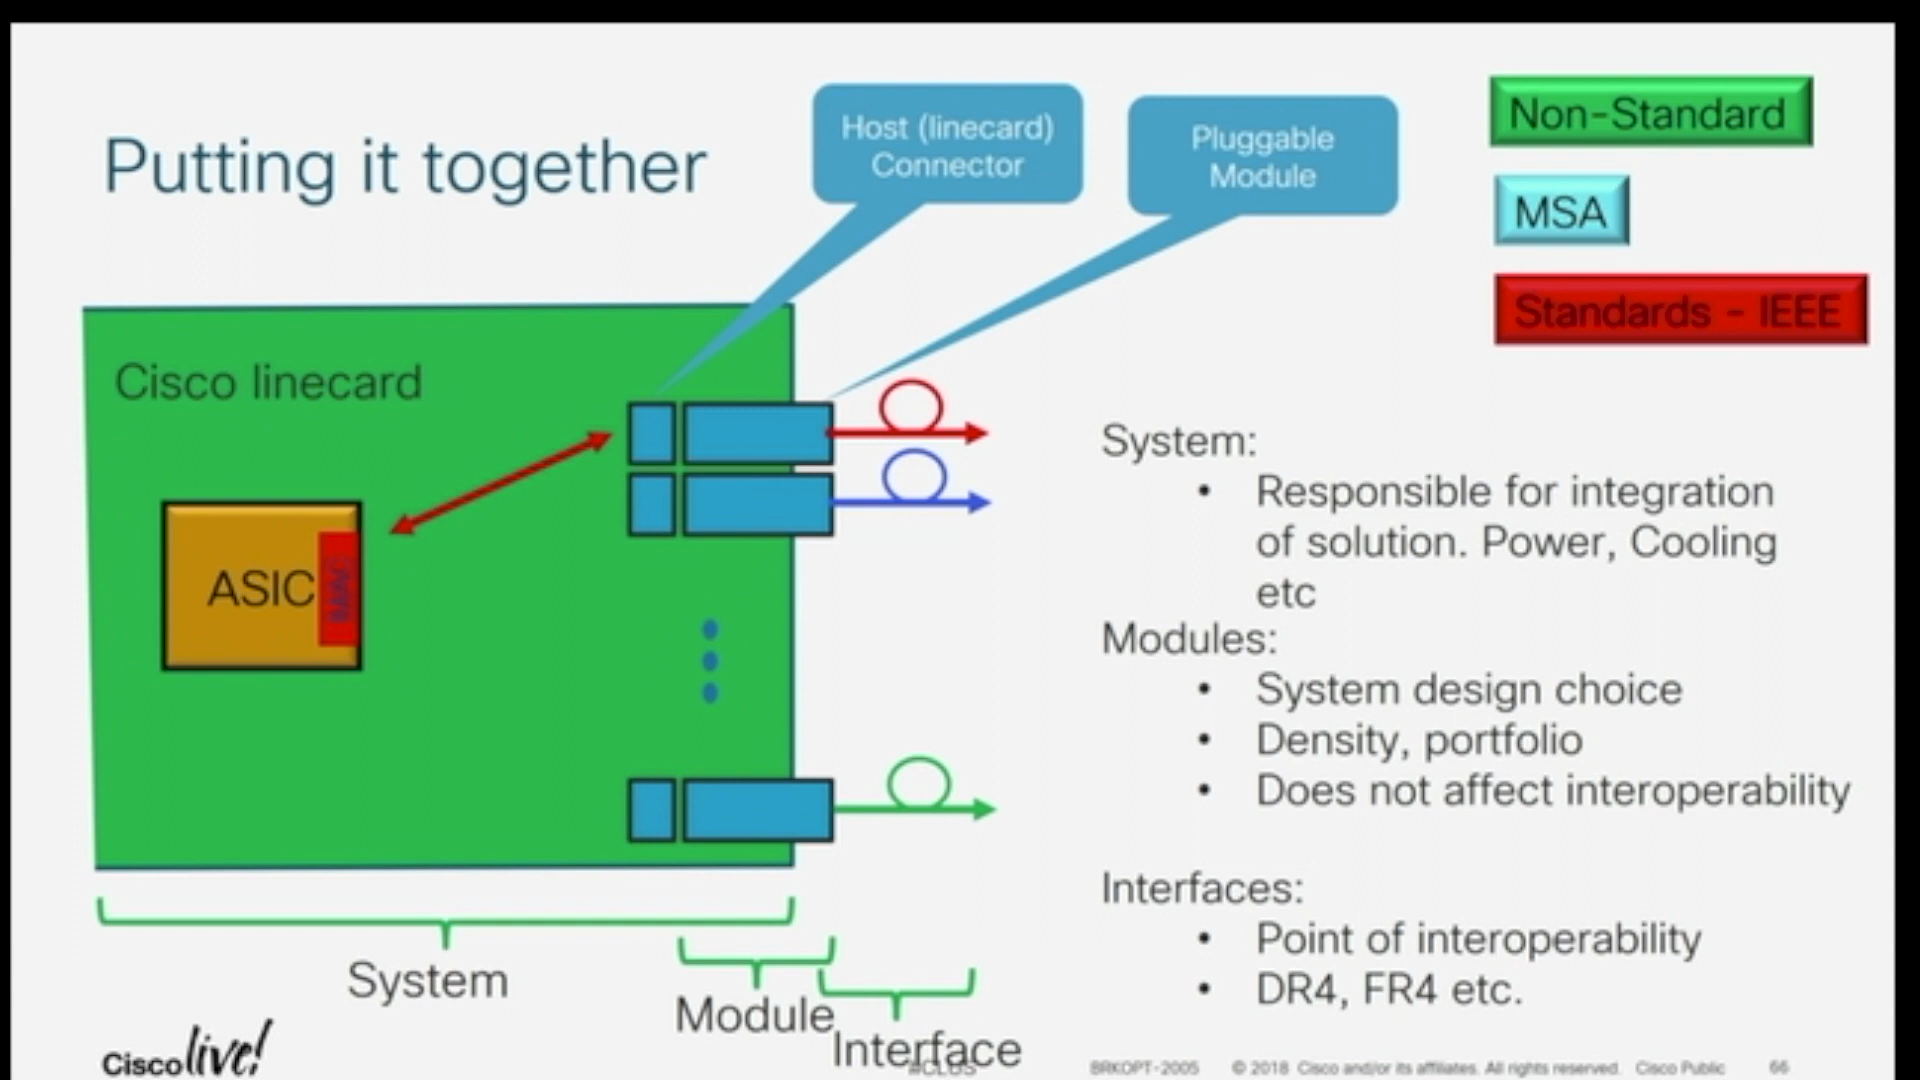 Putting it together
Host (linecard)
Connector
Pluggable
Module
Non-Standard
MSA
Standards - IEEE
Cisco linecard
ASIC
MAC
System:
• Responsible for integration
of solution. Power, Cooling
etc
Modules:
• System design choice
• Density, portfolio
• Does not affect interoperability
Interfaces:
• Point of interoperability
• DR4, FR4 etc.
System
Module
Interface
Cisco live!
#CLUS
BRKOPT-2005
© 2018 Cisco and/or its affiliates. All rights reserved. Cisco Public
66